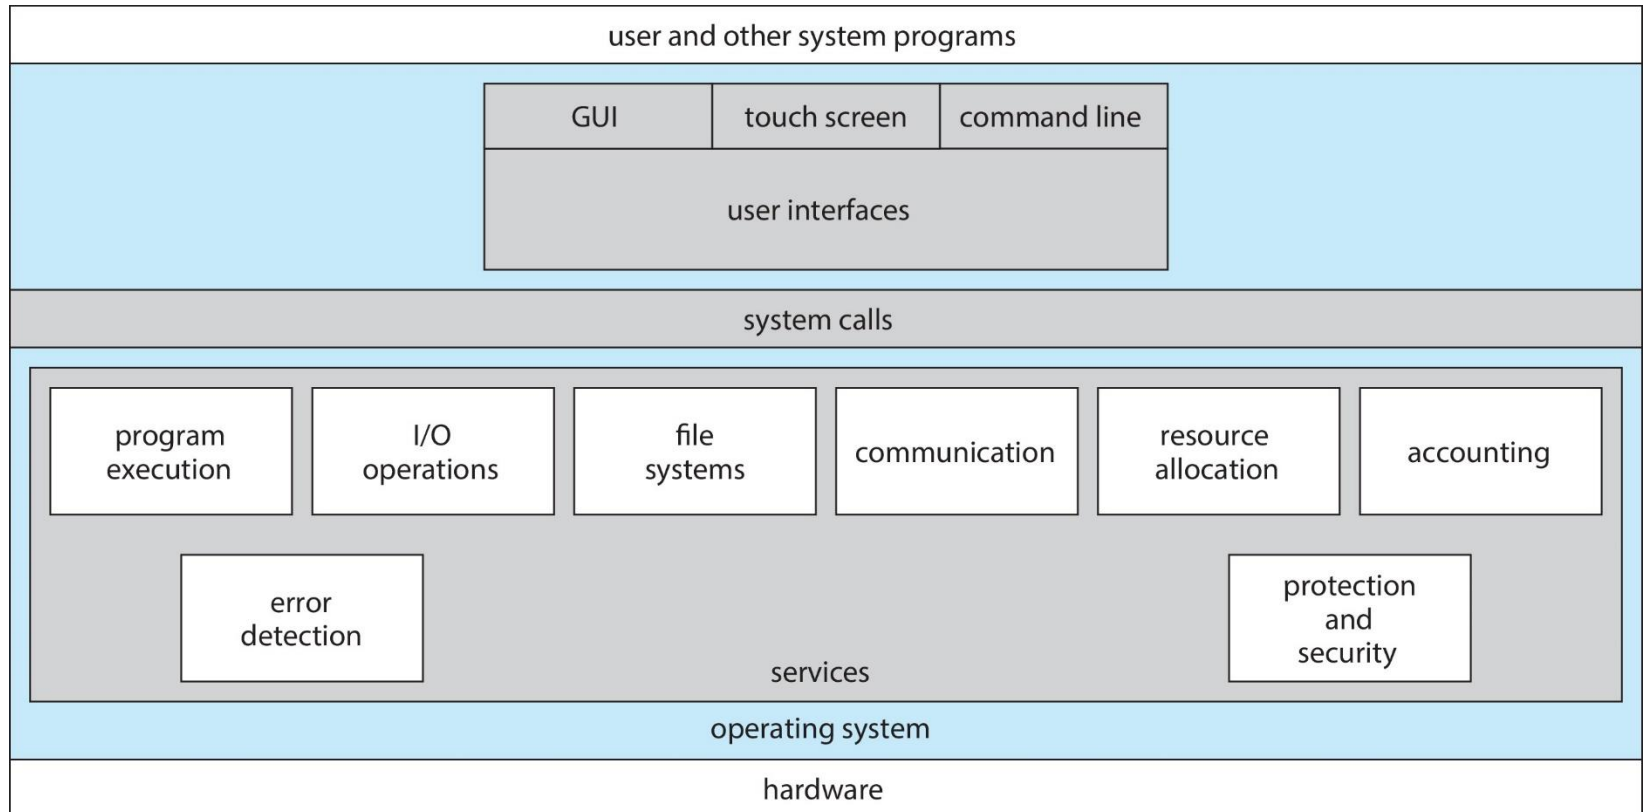 user and other system programs
GUI
touch screen
command line
user interfaces
system calls
program
execution
I/O
operations
file
systems
communication
resource
allocation
accounting
error
detection
protection
and
security
services
operating system
hardware